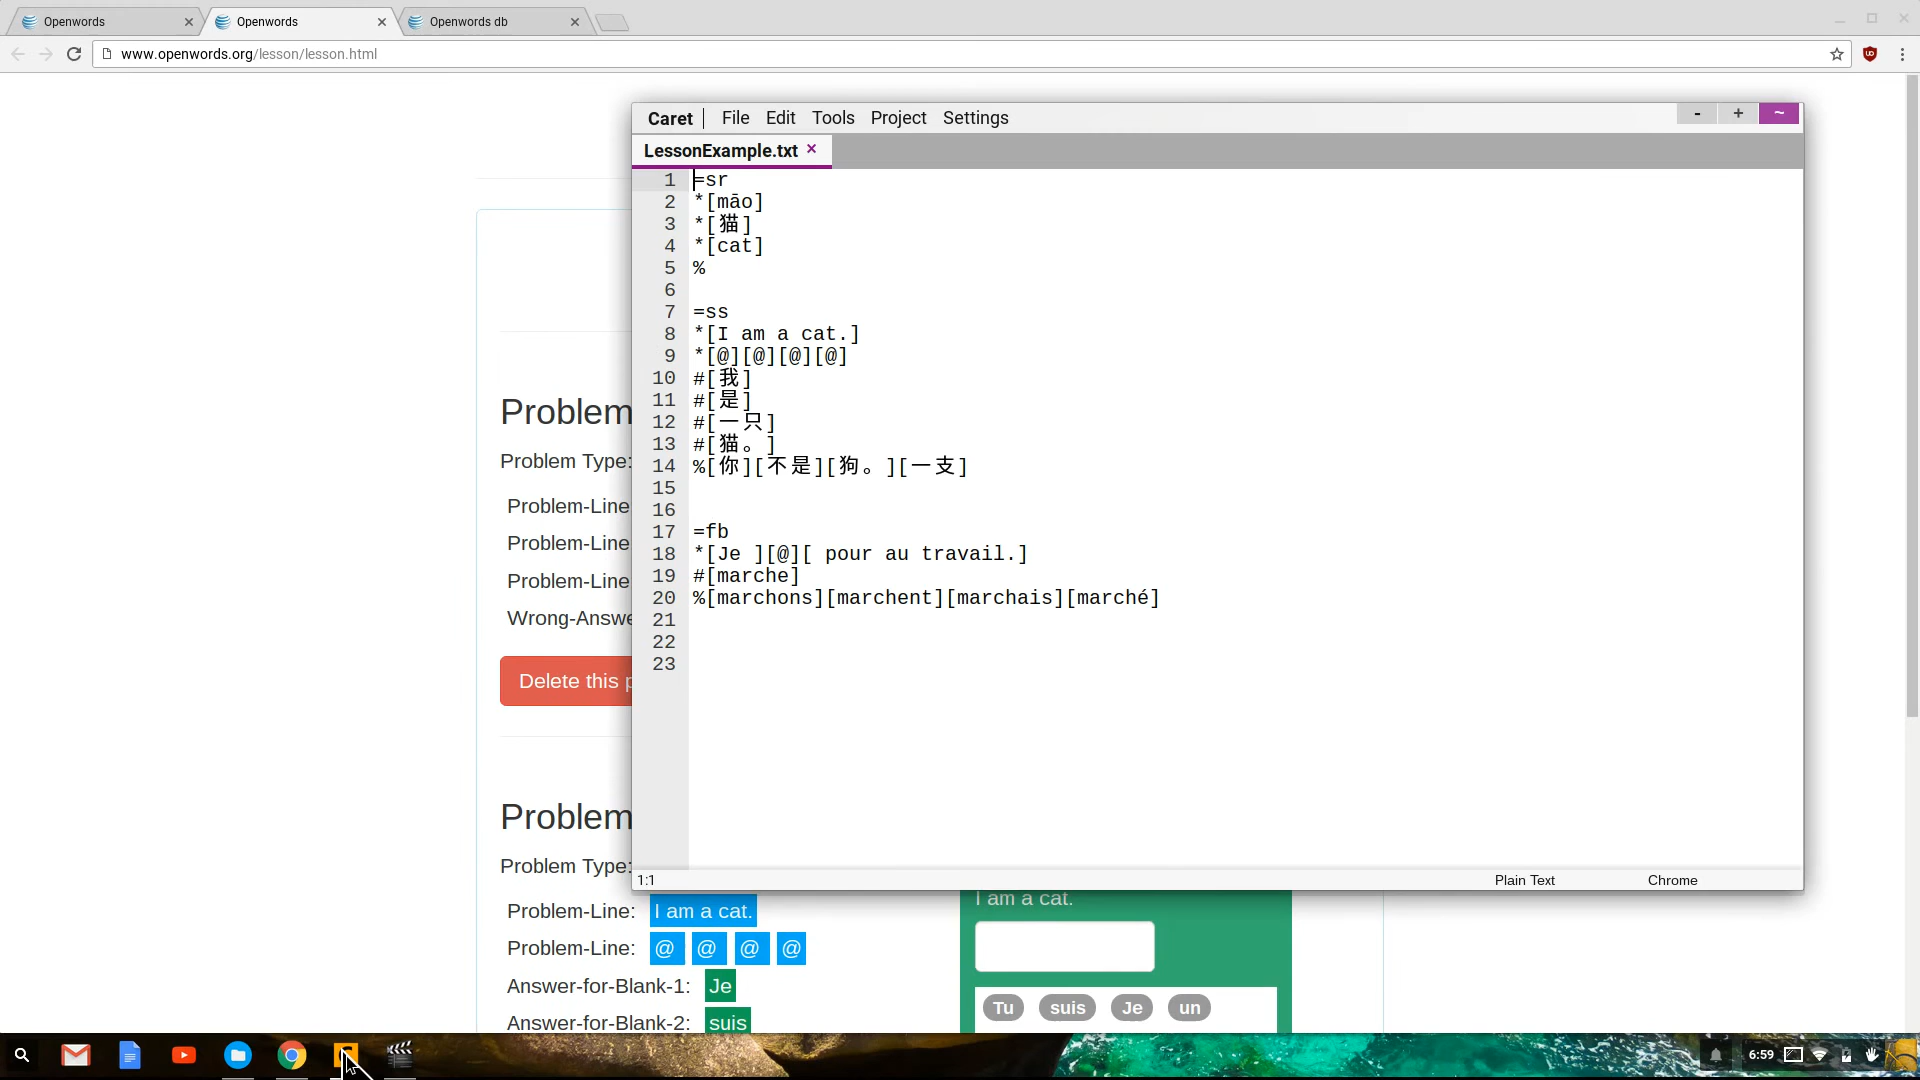 Openwords
Openwords
Openwords db
www.openwords.org/lesson/lesson.html
Caret
File Edit Tools Project Settings
- + ~
LessonExample.txt ×
1 =sr
2 *[māo]
3 *[猫]
4 *[cat]
5 %
6
7 =ss
8 *[I am a cat.]
9 *[@][@][@][@]
10 #[我]
11 #[是]
12 #[一只]
13 #[猫。]
14 %[你][不是][狗。][一支]
15
16
17 =fb
18 *[Je ][@][ pour au travail.]
19 #[marche]
20 %[marchons][marchent][marchais][marché]
21
22
23
1:1
Plain Text
Chrome
Problem
Problem Type:
Problem-Line
Problem-Line
Problem-Line
Wrong-Answe
Delete this p
Problem
Problem Type:
Problem-Line: I am a cat.
Problem-Line: @ @ @ @
Answer-for-Blank-1: Je
Answer-for-Blank-2: suis
I am a cat.
Tu suis Je un
6:59